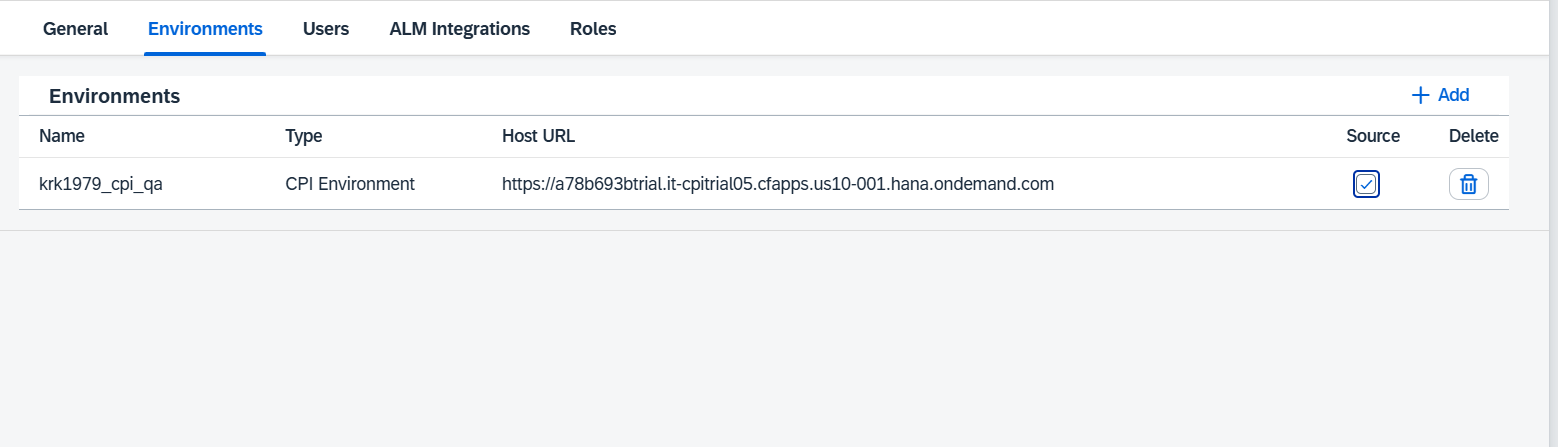 General Environments Users ALM Integrations Roles
Environments
Add
Name Type Host URL Source Delete
krk1979_cpi_qa CPI Environment https://a78b693btrial.it-cpitrial05.cfapps.us10-001.hana.ondemand.com